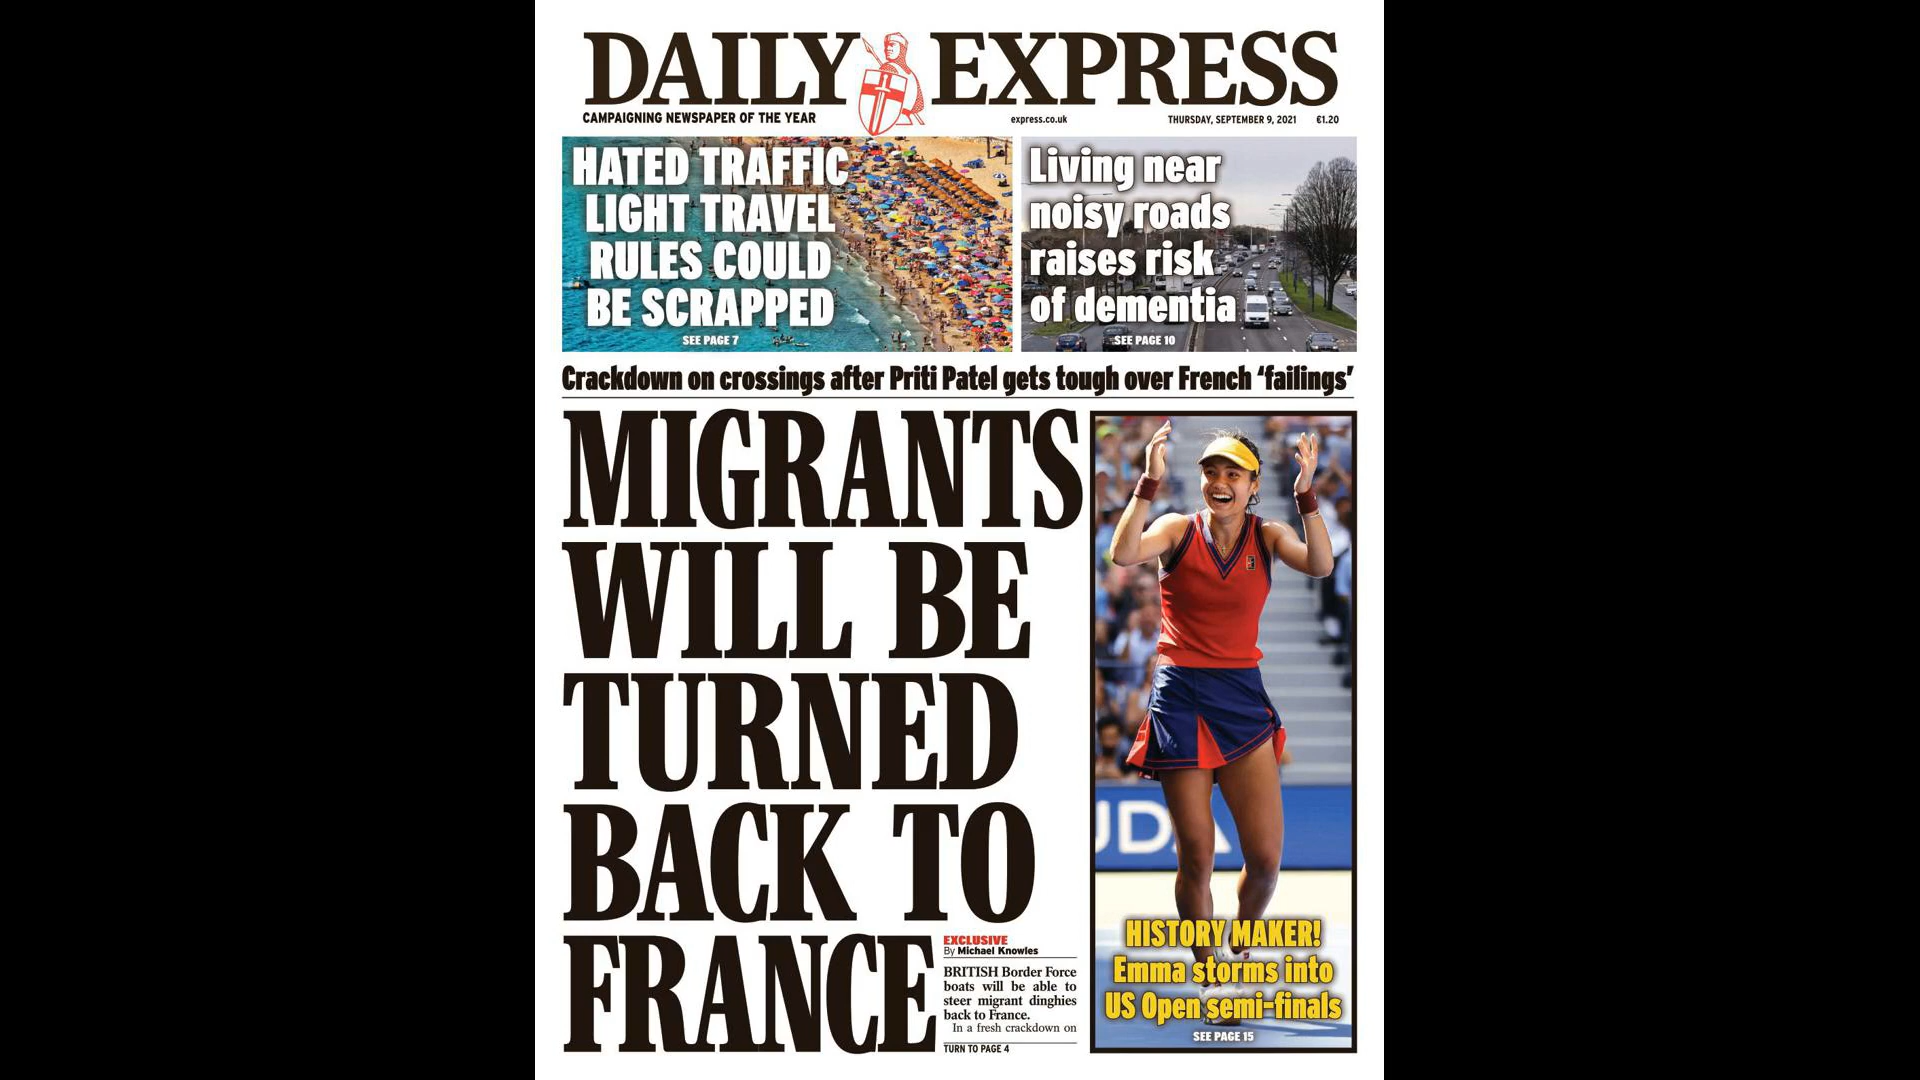 DAILY EXPRESS
CAMPAIGNING NEWSPAPER OF THE YEAR
express.co.uk
THURSDAY, SEPTEMBER 9, 2021 €1.20
HATED TRAFFIC
LIGHT TRAVEL
RULES COULD
BE SCRAPPED
SEE PAGE 7
Living near
noisy roads
raises risk
of dementia
SEE PAGE 10
Crackdown on crossings after Priti Patel gets tough over French ‘failings’
MIGRANTS
WILL BE
TURNED
BACK TO
FRANCE
EXCLUSIVE
By Michael Knowles
BRITISH Border Force
boats will be able to
steer migrant dinghies
back to France.
In a fresh crackdown on
TURN TO PAGE 4
UDA
HISTORY MAKER!
Emma storms into
US Open semi-finals
SEE PAGE 15